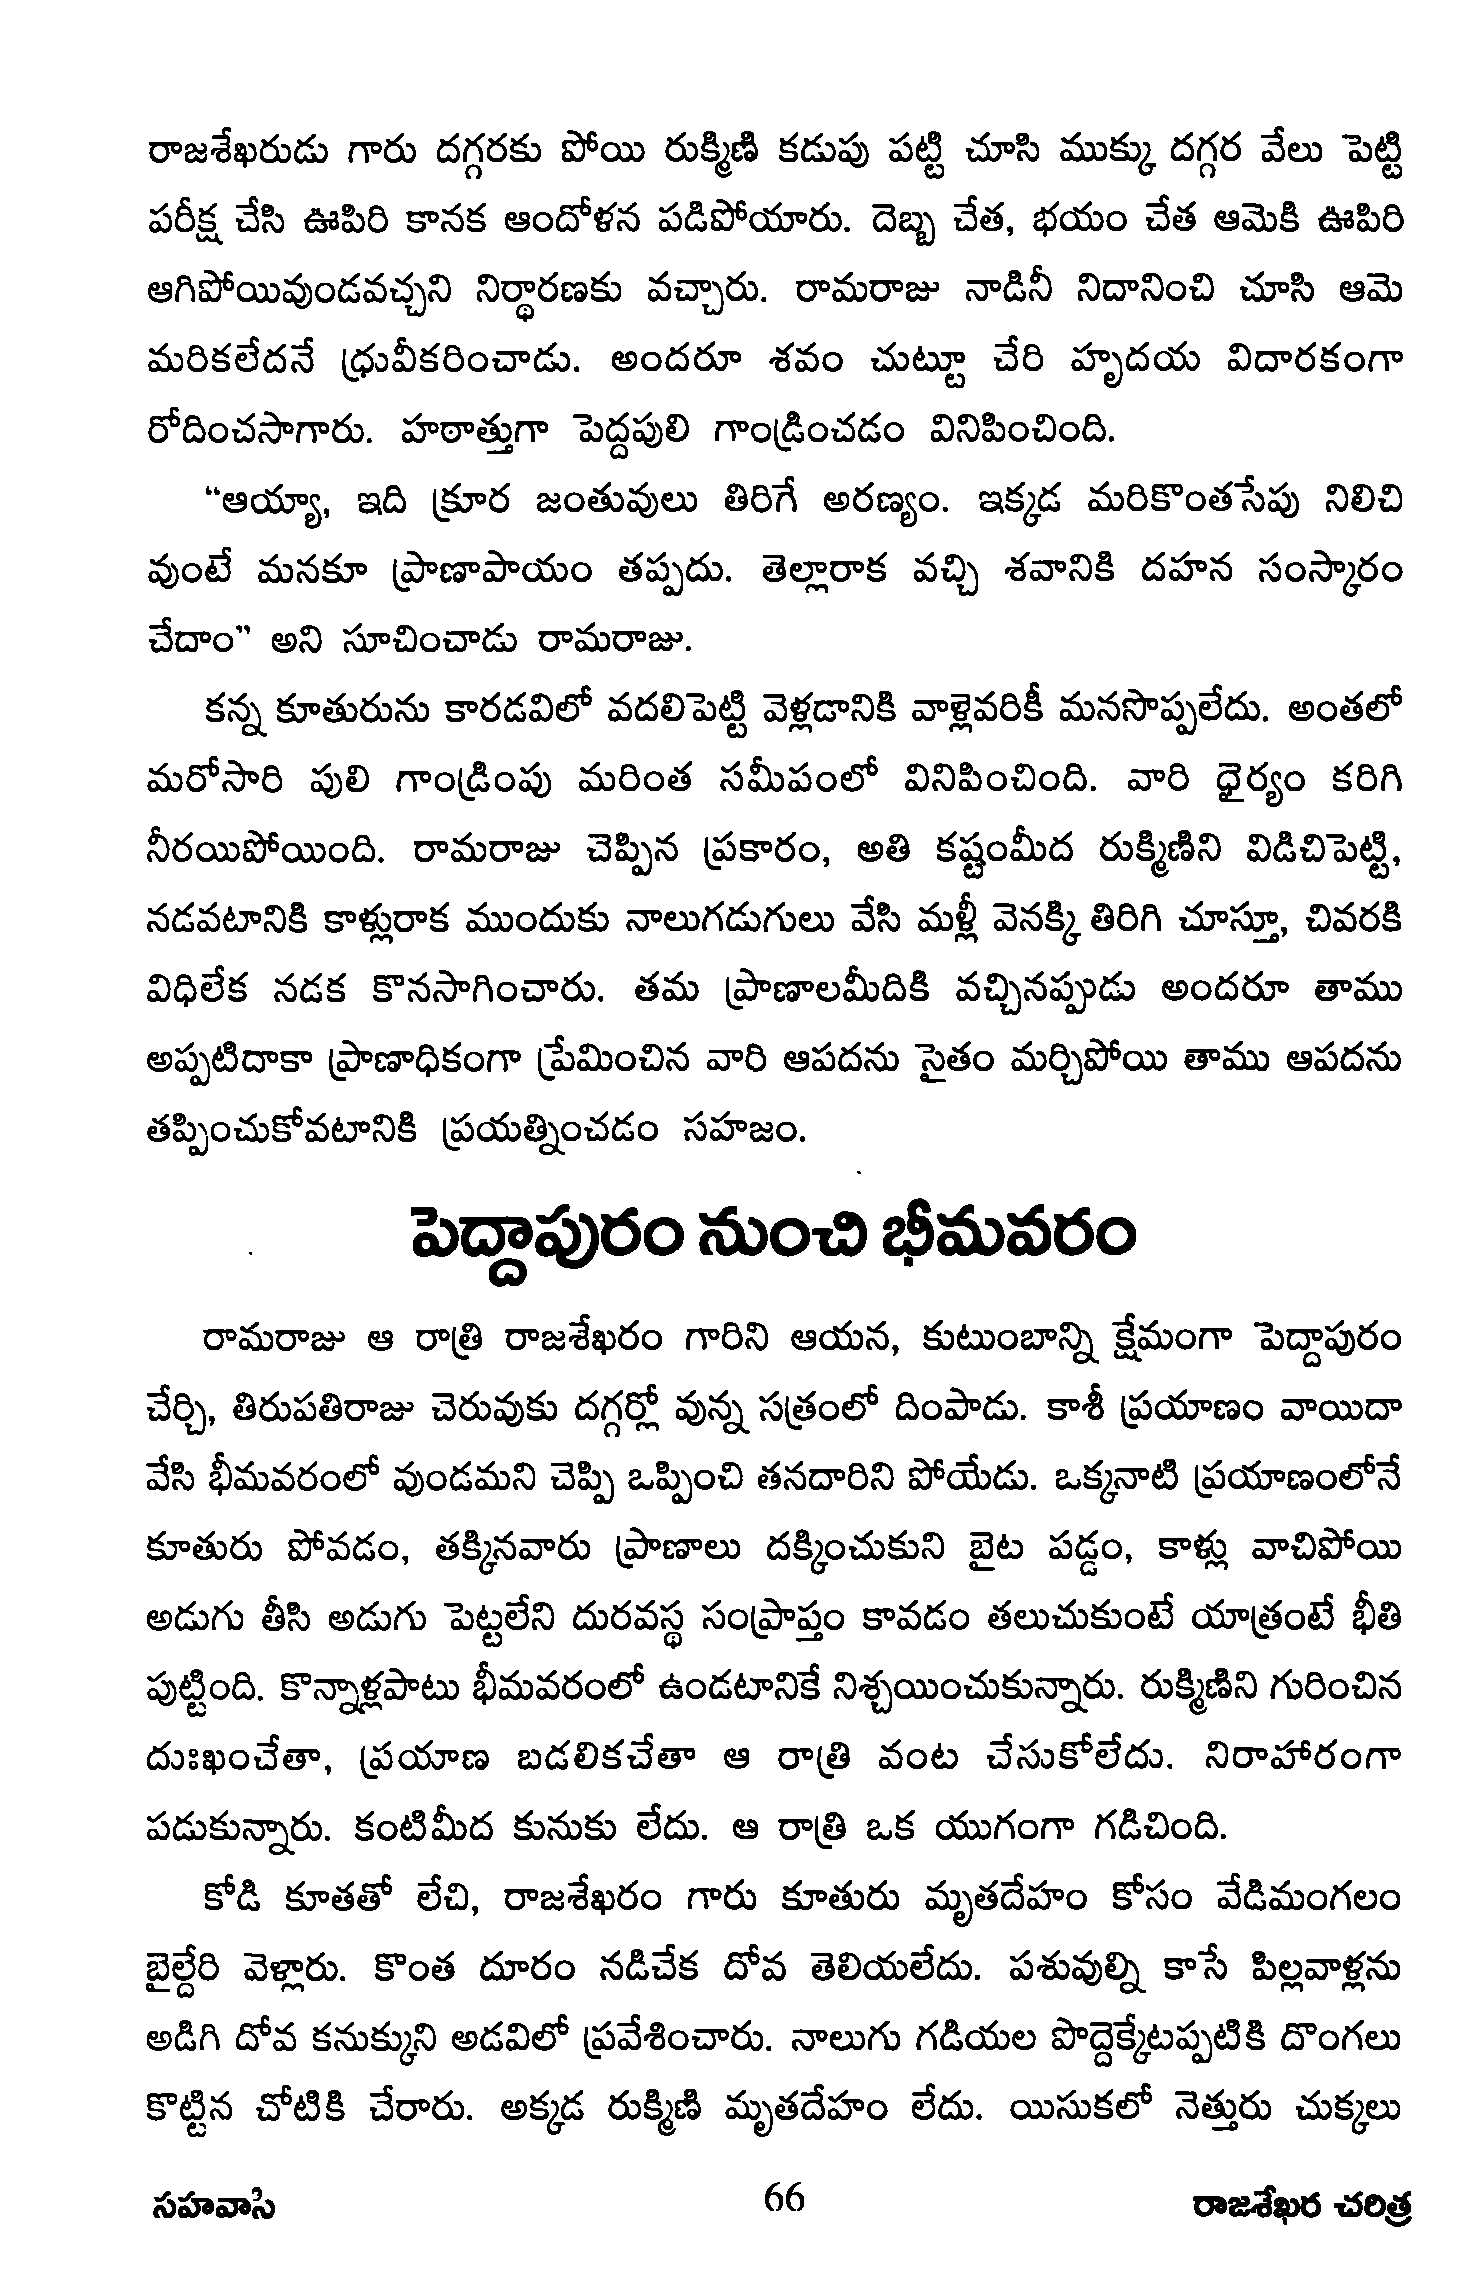 రాజశేఖరుడు గారు దగ్గరకు పోయి రుక్మిణి కడుపు పట్టి చూసి ముక్కు దగ్గర వేలు పెట్టి
పరీక్ష చేసి ఊపిరి కానక ఆందోళన పడిపోయారు. దెబ్బ చేత, భయం చేత ఆమెకి ఊపిరి
ఆగిపోయివుండవచ్చని నిర్ధారణకు వచ్చారు. రామరాజు నాడినీ నిదానించి చూసి ఆమె
మరికలేదనే ధ్రువీకరించాడు. అందరూ శవం చుట్టూ చేరి హృదయ విదారకంగా
రోదించసాగారు. హఠాత్తుగా పెద్దపులి గాండ్రించడం వినిపించింది.
“ఆయ్యా, ఇది క్రూర జంతువులు తిరిగే అరణ్యం. ఇక్కడ మరికొంతసేపు నిలిచి
వుంటే మనకూ ప్రాణాపాయం తప్పదు. తెల్లారాక వచ్చి శవానికి దహన సంస్కారం
చేదాం” అని సూచించాడు రామరాజు.
కన్న కూతురును కారడవిలో వదలిపెట్టి వెళ్లడానికి వాళ్లెవరికీ మనసొప్పలేదు. అంతలో
మరోసారి పులి గాండ్రింపు మరింత సమీపంలో వినిపించింది. వారి ధైర్యం కరిగి
నీరయిపోయింది. రామరాజు చెప్పిన ప్రకారం, అతి కష్టంమీద రుక్మిణిని విడిచిపెట్టి,
నడవటానికి కాళ్లురాక ముందుకు నాలుగడుగులు వేసి మళ్లీ వెనక్కి తిరిగి చూస్తూ, చివరకి
విధిలేక నడక కొనసాగించారు. తమ ప్రాణాలమీదికి వచ్చినప్పుడు అందరూ తాము
అప్పటిదాకా ప్రాణాధికంగా ప్రేమించిన వారి ఆపదను సైతం మర్చిపోయి తాము ఆపదను
తప్పించుకోవటానికి ప్రయత్నించడం సహజం.
పెద్దాపురం నుంచి భీమవరం
రామరాజు ఆ రాత్రి రాజశేఖరం గారిని ఆయన, కుటుంబాన్ని క్షేమంగా పెద్దాపురం
చేర్చి, తిరుపతిరాజు చెరువుకు దగ్గర్లో వున్న సత్రంలో దింపాడు. కాశీ ప్రయాణం వాయిదా
వేసి భీమవరంలో వుండమని చెప్పి ఒప్పించి తనదారిని పోయేడు. ఒక్కనాటి ప్రయాణంలోనే
కూతురు పోవడం, తక్కినవారు ప్రాణాలు దక్కించుకుని బైట పడ్డం, కాళ్లు వాచిపోయి
అడుగు తీసి అడుగు పెట్టలేని దురవస్థ సంప్రాప్తం కావడం తలుచుకుంటే యాత్రంటే భీతి
పుట్టింది. కొన్నాళ్లపాటు భీమవరంలో ఉండటానికే నిశ్చయించుకున్నారు. రుక్మిణిని గురించిన
దుఃఖంచేతా, ప్రయాణ బడలికచేతా ఆ రాత్రి వంట చేసుకోలేదు. నిరాహారంగా
పడుకున్నారు. కంటిమీద కునుకు లేదు. ఆ రాత్రి ఒక యుగంగా గడిచింది.
కోడి కూతతో లేచి, రాజశేఖరం గారు కూతురు మృతదేహం కోసం వేడిమంగలం
బైల్దేరి వెళ్లారు. కొంత దూరం నడిచేక దోవ తెలియలేదు. పశువుల్ని కాసే పిల్లవాళ్లను
అడిగి దోవ కనుక్కుని అడవిలో ప్రవేశించారు. నాలుగు గడియల పొద్దెక్కేటప్పటికి దొంగలు
కొట్టిన చోటికి చేరారు. అక్కడ రుక్మిణి మృతదేహం లేదు. యిసుకలో నెత్తురు చుక్కలు
సహవాసి 66 రాజశేఖర చరిత్ర